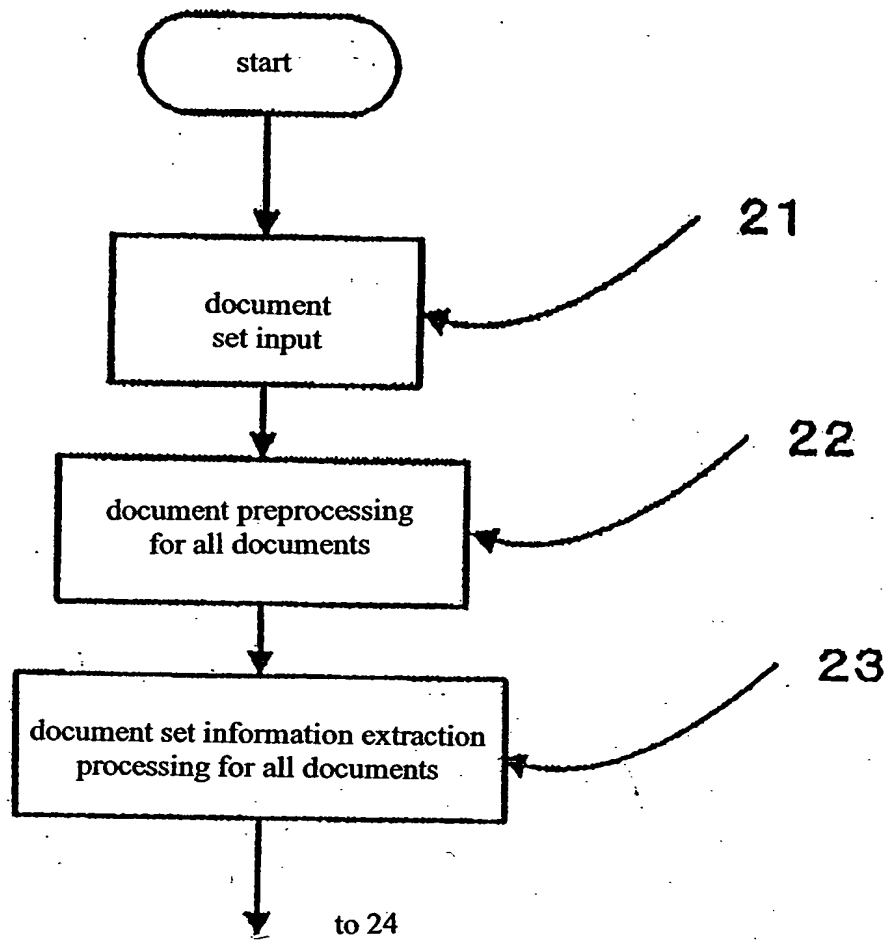 start
21
document
set input
22
document preprocessing
for all documents
23
document set information extraction
processing for all documents
to 24